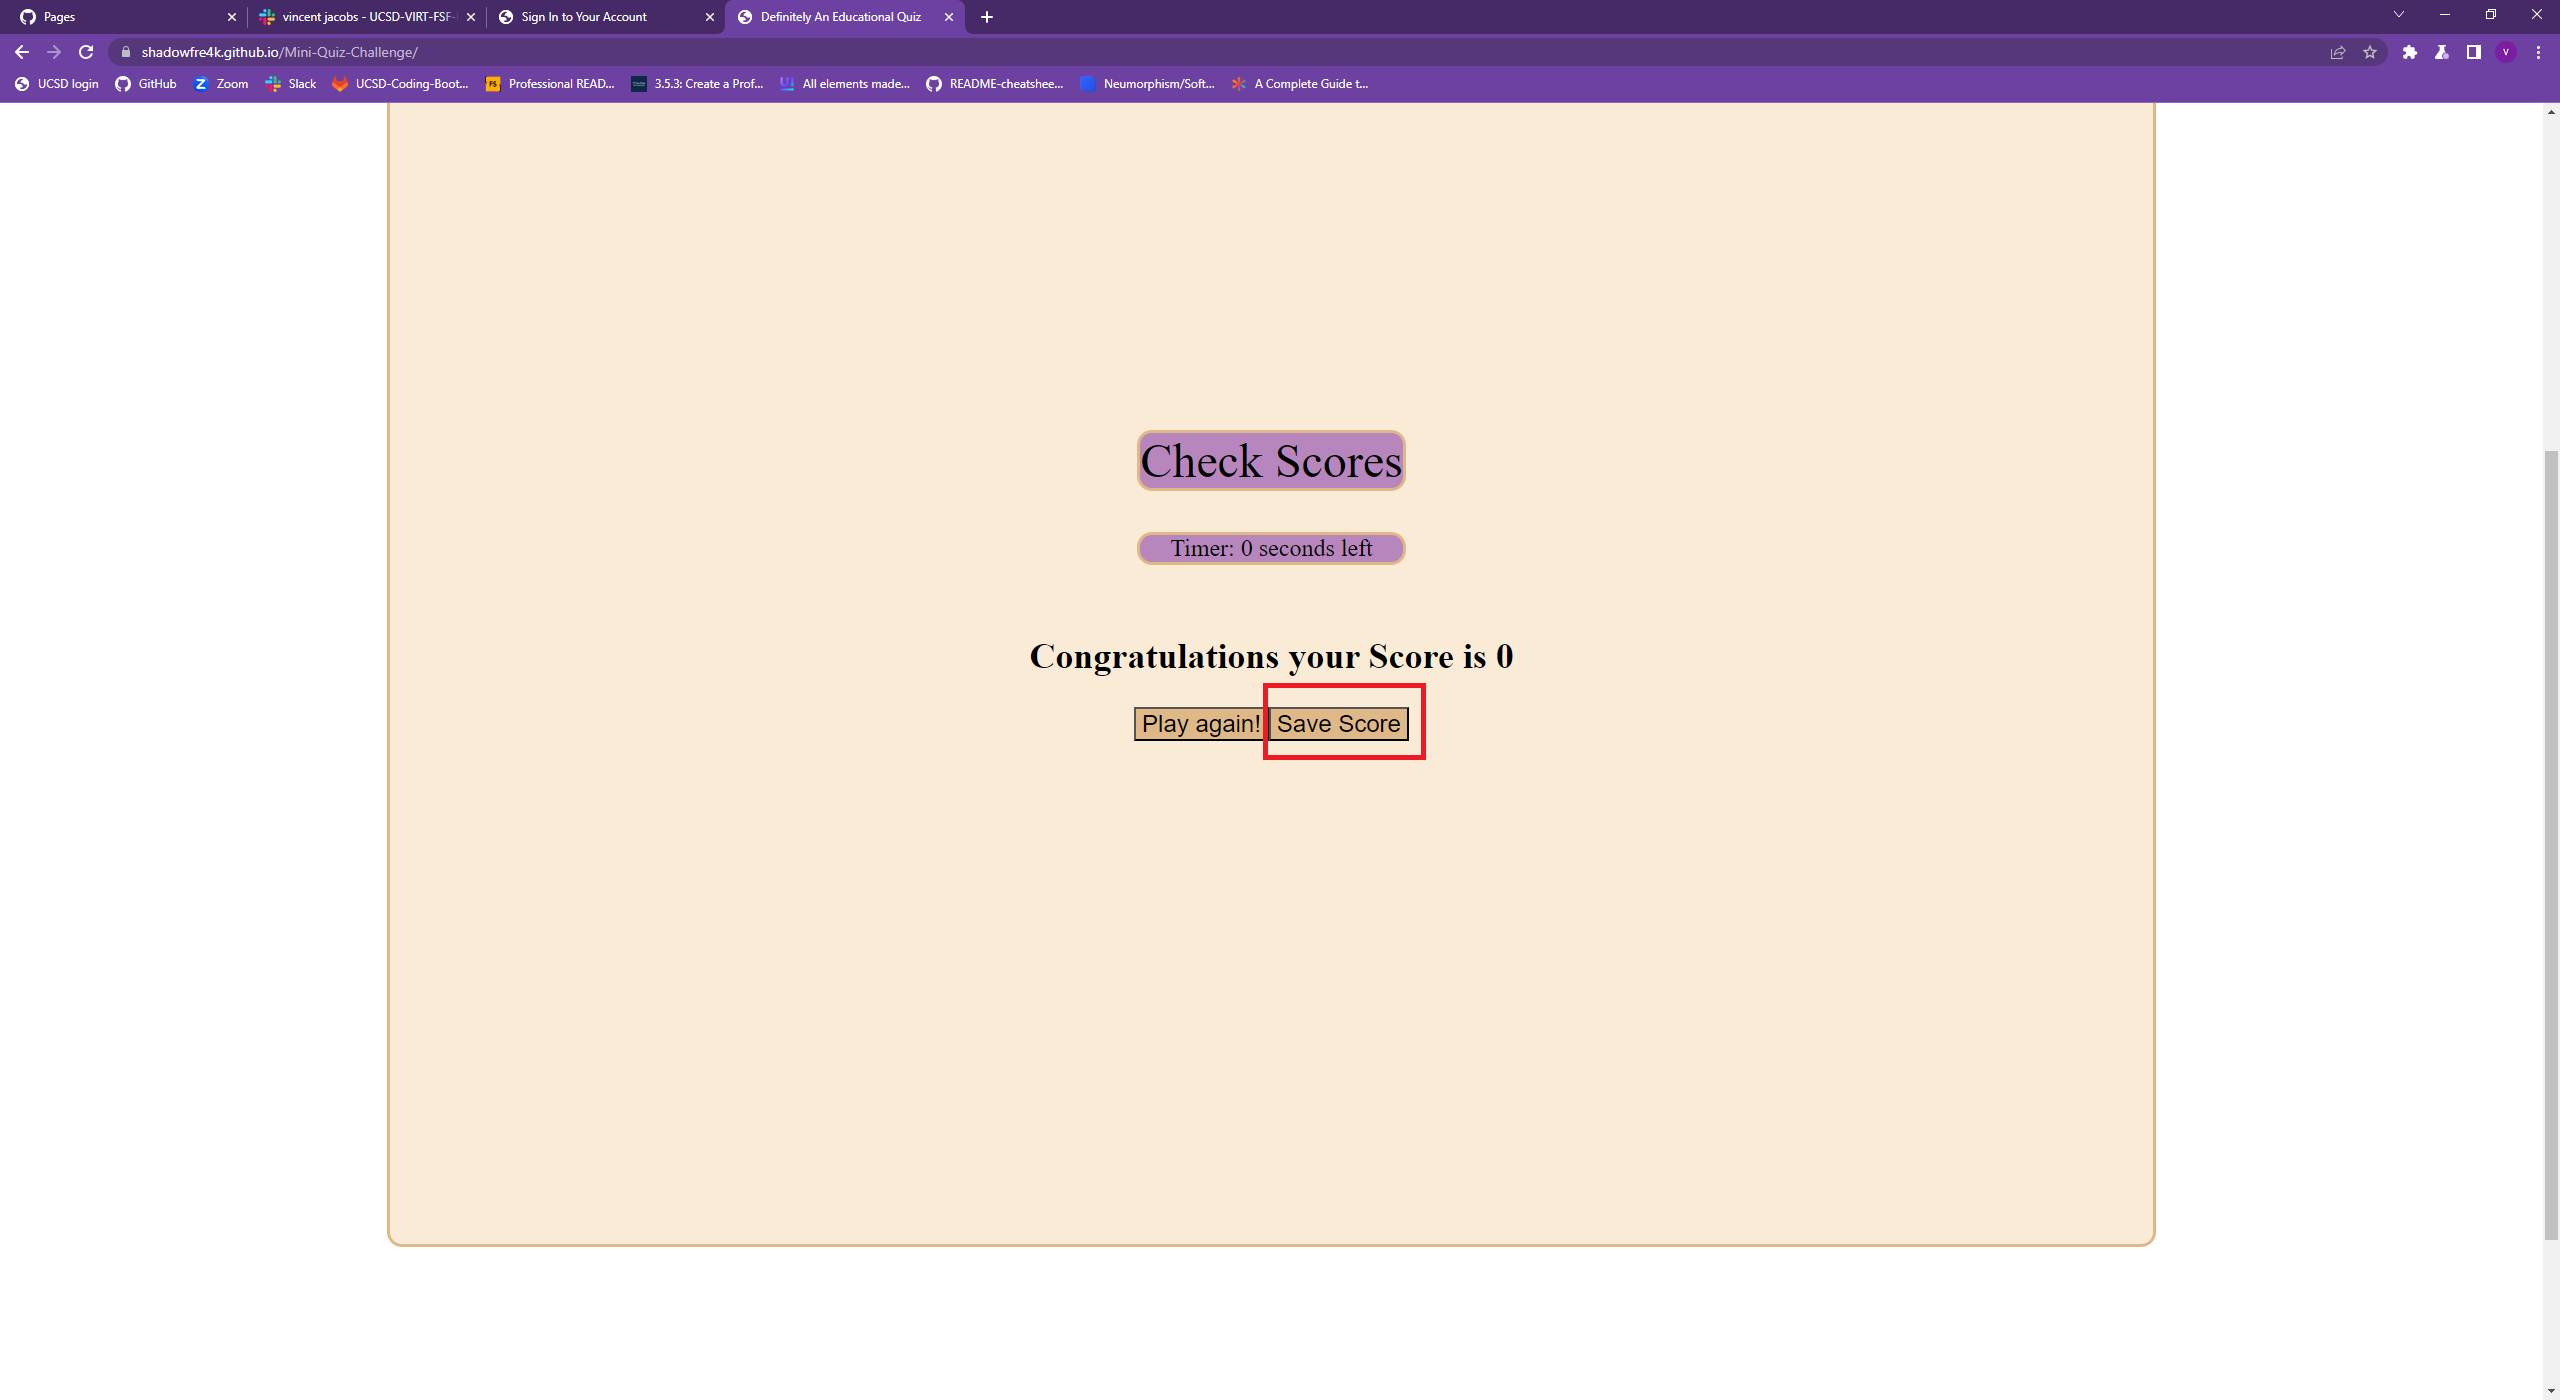 Pages
vincent jacobs - UCSD-VIRT-FSF-
Sign In to Your Account
Definitely An Educational Quiz
shadowfre4k.github.io/Mini-Quiz-Challenge/
V
UCSD login
GitHub
Zoom
Slack
UCSD-Coding-Boot...
FS Professional READ...
3.5.3: Create a Prof...
All elements made...
README-cheatshee...
Neumorphism/Soft...
A Complete Guide t...
Check Scores
Timer: 0 seconds left
Congratulations your Score is 0
Play again! Save Score